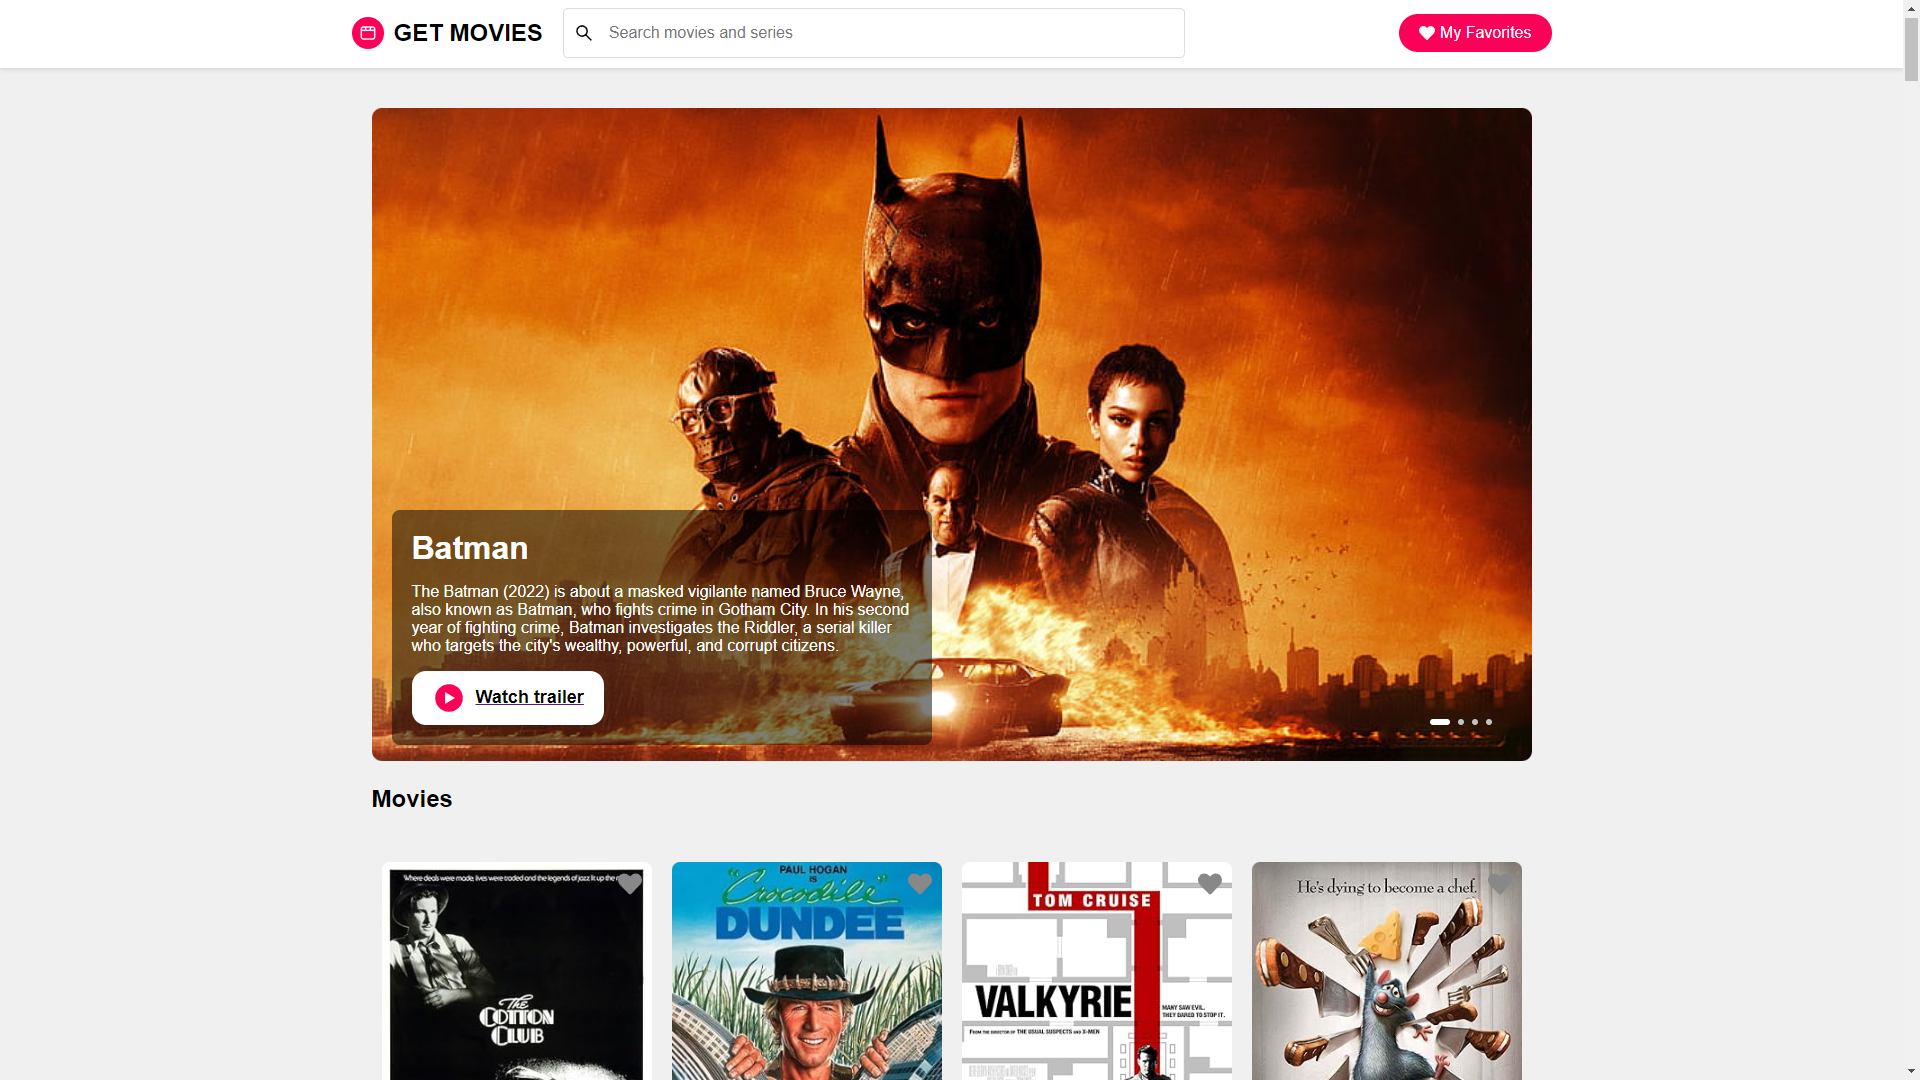 GET MOVIES
Search movies and series
My Favorites
Batman
The Batman (2022) is about a masked vigilante named Bruce Wayne,
also known as Batman, who fights crime in Gotham City. In his second
year of fighting crime, Batman investigates the Riddler, a serial killer
who targets the city's wealthy, powerful, and corrupt citizens.
Watch trailer
Movies
Where deals were made, lives were traded and the legends of jazz lit up the
The
COTTON
CLUB
PAUL HOGAN
IS
"Crocodile"
DUNDEE
TOM CRUISE
VALKYRIE
MANY SAW EVIL.
THEY DARED TO STOP IT.
FROM THE DIRECTOR OF THE USUAL SUSPECTS AND X-MEN
He's dying to become a chef.